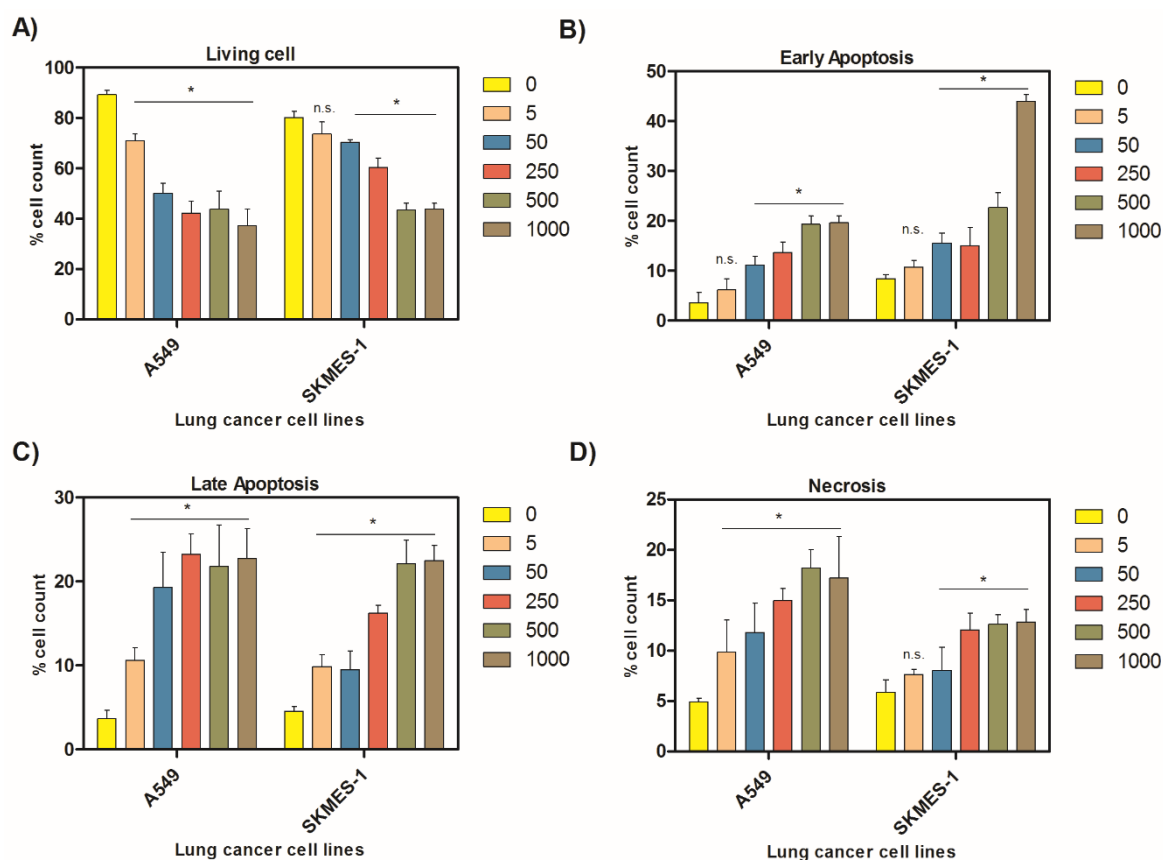 A)
Living cell
% cell count
100
80
60
40
20
0
*
n.s.
*
A549
SKMES-1
Lung cancer cell lines
0
5
50
250
500
1000
B)
Early Apoptosis
% cell count
50
40
30
20
10
0
n.s.
*
n.s.
*
A549
SKMES-1
Lung cancer cell lines
0
5
50
250
500
1000
C)
Late Apoptosis
% cell count
30
20
10
0
*
*
A549
SKMES-1
Lung cancer cell lines
0
5
50
250
500
1000
D)
Necrosis
% cell count
25
20
15
10
5
0
*
n.s.
*
A549
SKMES-1
Lung cancer cell lines
0
5
50
250
500
1000